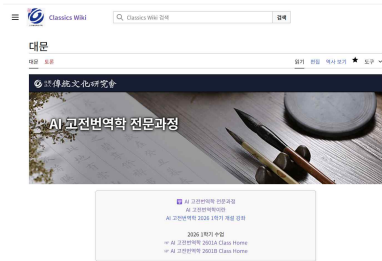 Classics Wiki
Classics Wiki 검색
검색
대문
대문 토론
읽기 편집 역사 보기 도구
傳統文化硏究會
AI 고전번역학 전문과정
AI 고전번역학 전문과정
AI 고전번역학이란
AI 고전번역학 2026 1학기 개설 강좌
2026 1학기 수업
☞ AI 고전번역학 2601A Class Home
☞ AI 고전번역학 2601B Class Home